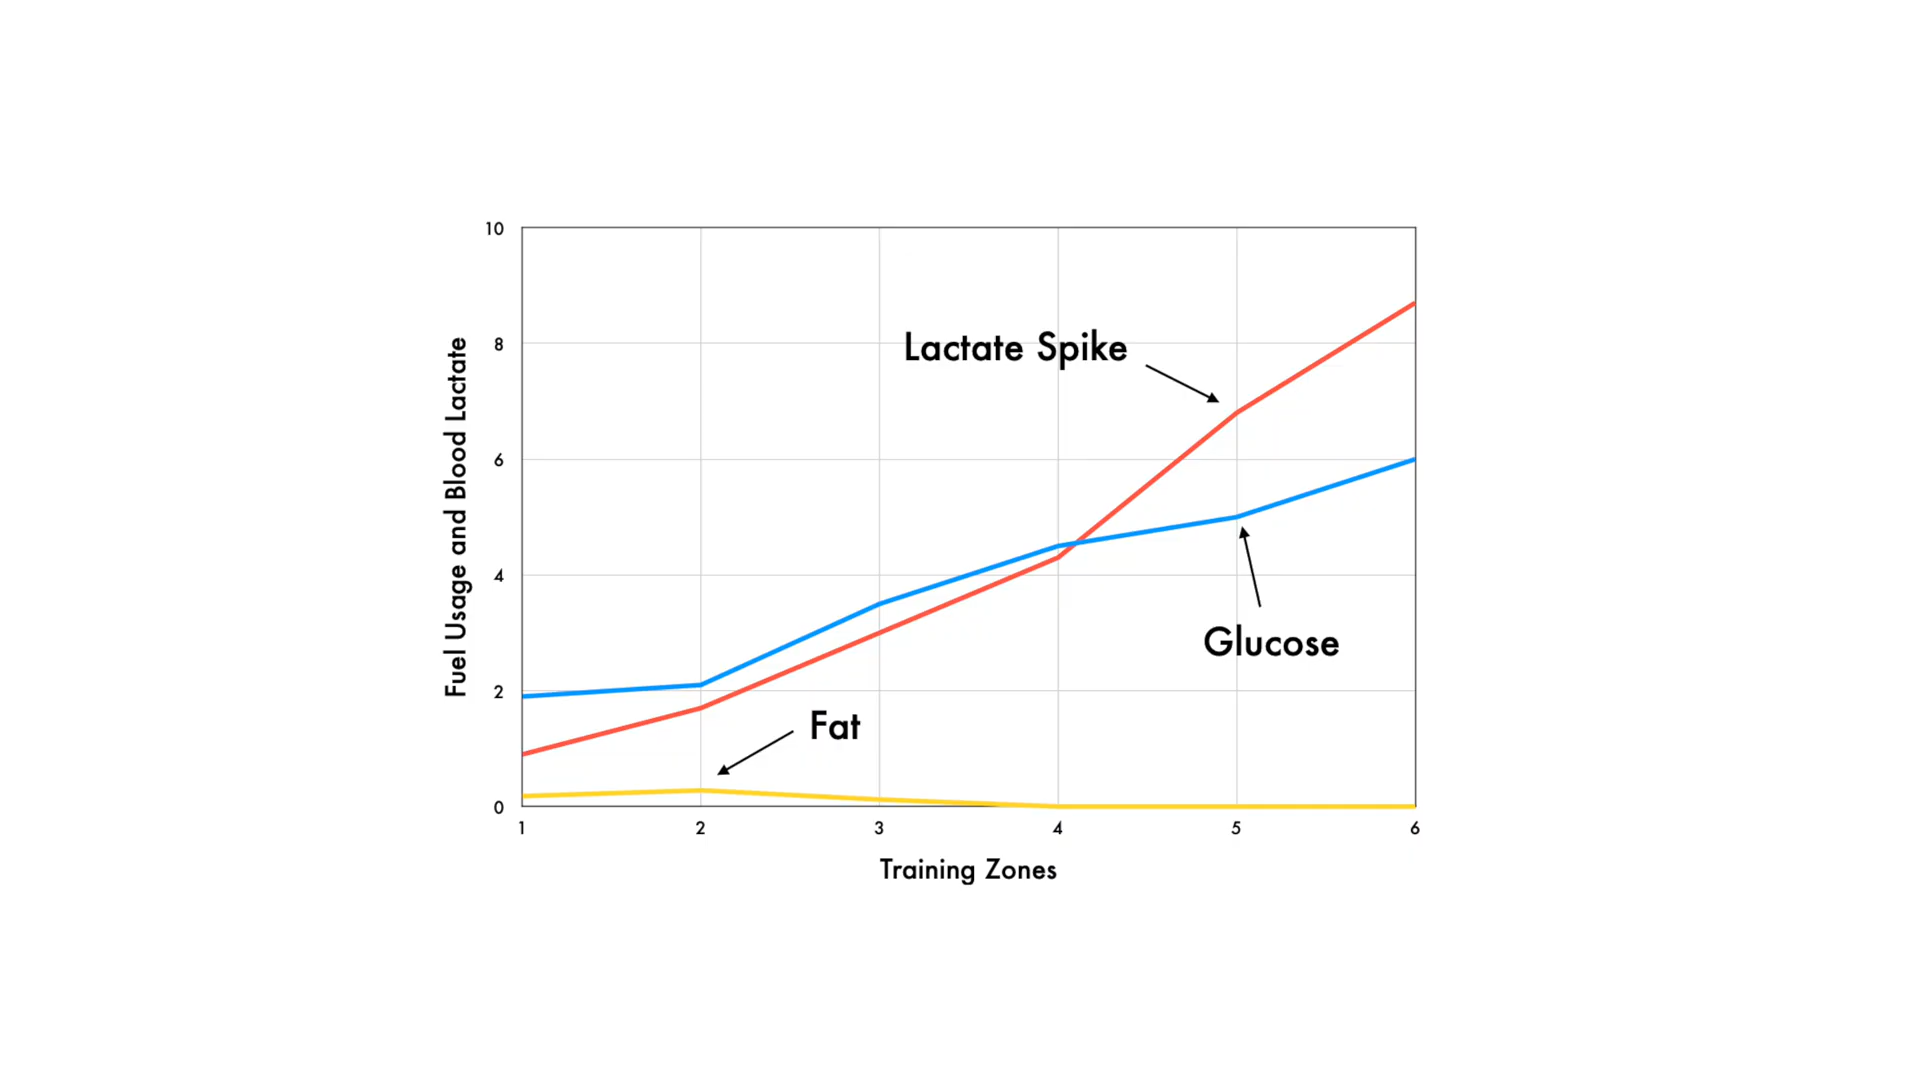 10
8
6
4
2
0
Fuel Usage and Blood Lactate
Lactate Spike
Glucose
Fat
1 2 3 4 5 6
Training Zones